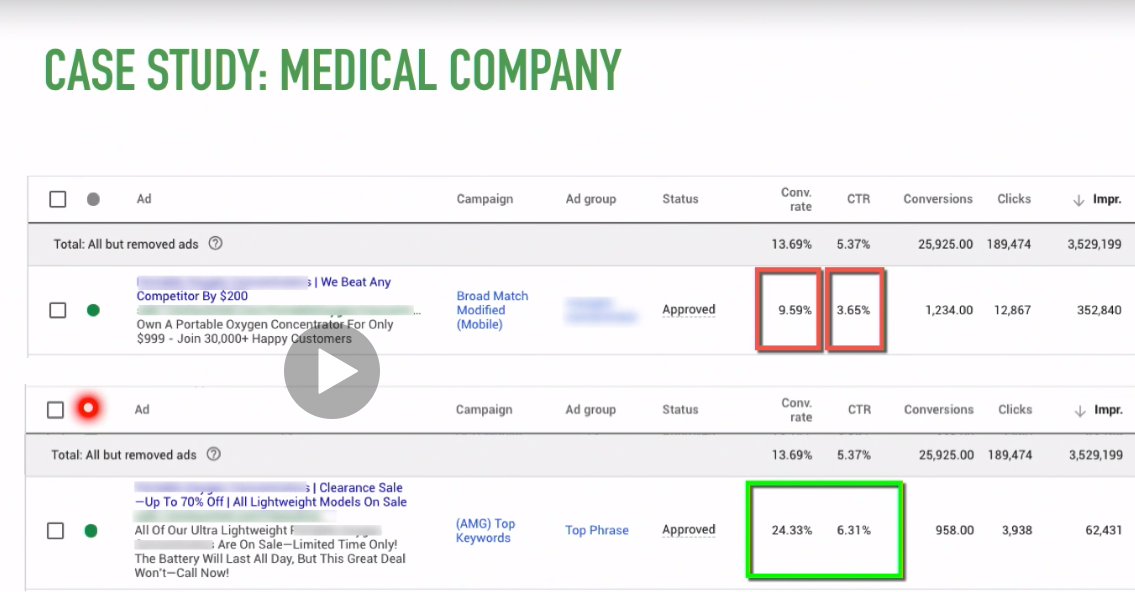 CASE STUDY: MEDICAL COMPANY
Ad Campaign Ad group Status Conv. rate CTR Conversions Clicks Impr.
Total: All but removed ads 13.69% 5.37% 25,925.00 189,474 3,529,199
| We Beat Any
Competitor By $200
Own A Portable Oxygen Concentrator For Only
$999 - Join 30,000+ Happy Customers
Broad Match
Modified
(Mobile)
Approved 9.59% 3.65% 1,234.00 12,867 352,840
Ad Campaign Ad group Status Conv. rate CTR Conversions Clicks Impr.
Total: All but removed ads 13.69% 5.37% 25,925.00 189,474 3,529,199
| Clearance Sale
—Up To 70% Off | All Lightweight Models On Sale
All Of Our Ultra Lightweight
Are On Sale—Limited Time Only!
The Battery Will Last All Day, But This Great Deal
Won't—Call Now!
(AMG) Top
Keywords
Top Phrase Approved 24.33% 6.31% 958.00 3,938 62,431